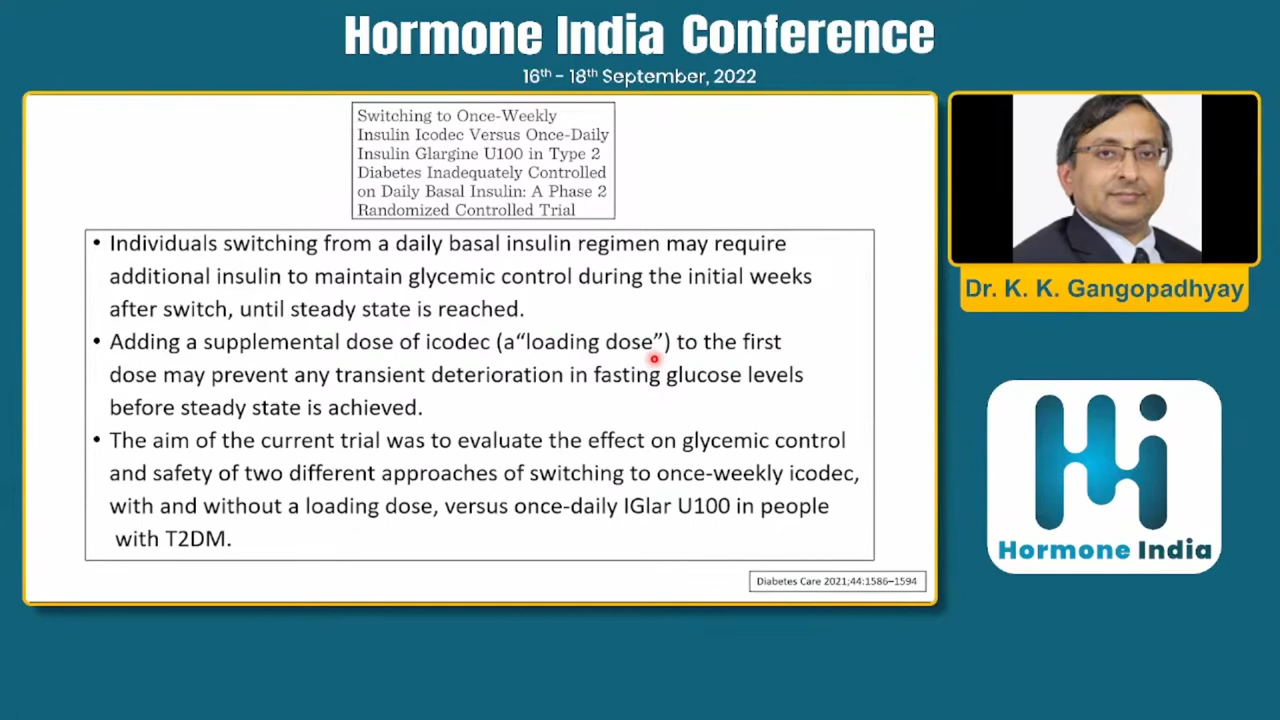 Hormone India Conference
16th - 18th September, 2022
Switching to Once-Weekly
Insulin Icodec Versus Once-Daily
Insulin Glargine U100 in Type 2
Diabetes Inadequately Controlled
on Daily Basal Insulin: A Phase 2
Randomized Controlled Trial
• Individuals switching from a daily basal insulin regimen may require
additional insulin to maintain glycemic control during the initial weeks
after switch, until steady state is reached.
• Adding a supplemental dose of icodec (a“loading dose”) to the first
dose may prevent any transient deterioration in fasting glucose levels
before steady state is achieved.
• The aim of the current trial was to evaluate the effect on glycemic control
and safety of two different approaches of switching to once-weekly icodec,
with and without a loading dose, versus once-daily IGlar U100 in people
with T2DM.
Diabetes Care 2021;44:1586–1594
Dr. K. K. Gangopadhyay
Hormone India